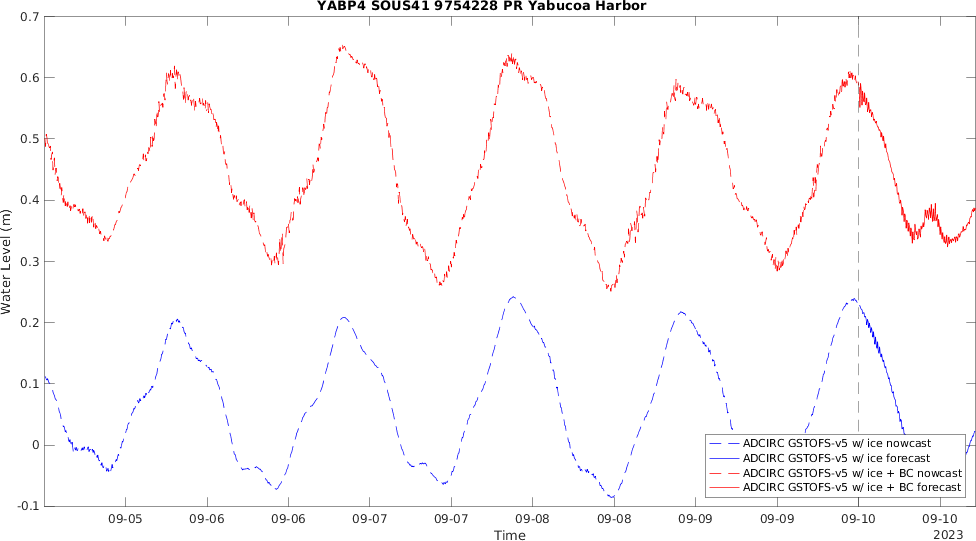 YABP4 SOUS41 9754228 PR Yabucoa Harbor
0.7
0.6
0.5
0.4
0.3
0.2
0.1
0
-0.1
Water Level (m)
ADCIRC GSTOFS-v5 w/ ice nowcast
ADCIRC GSTOFS-v5 w/ ice forecast
ADCIRC GSTOFS-v5 w/ ice + BC nowcast
ADCIRC GSTOFS-v5 w/ ice + BC forecast
09-05 09-06 09-06 09-07 09-07 09-08 09-08 09-09 09-09 09-10 09-10
Time
2023